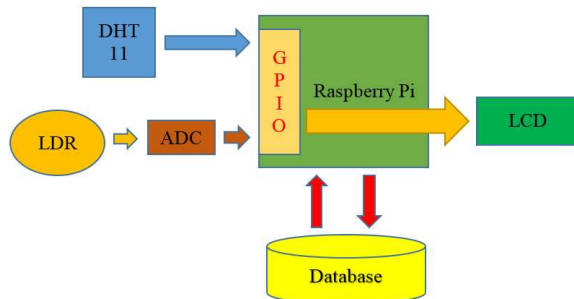 DHT
11
G
P
I
O
Raspberry Pi
LDR
ADC
LCD
Database